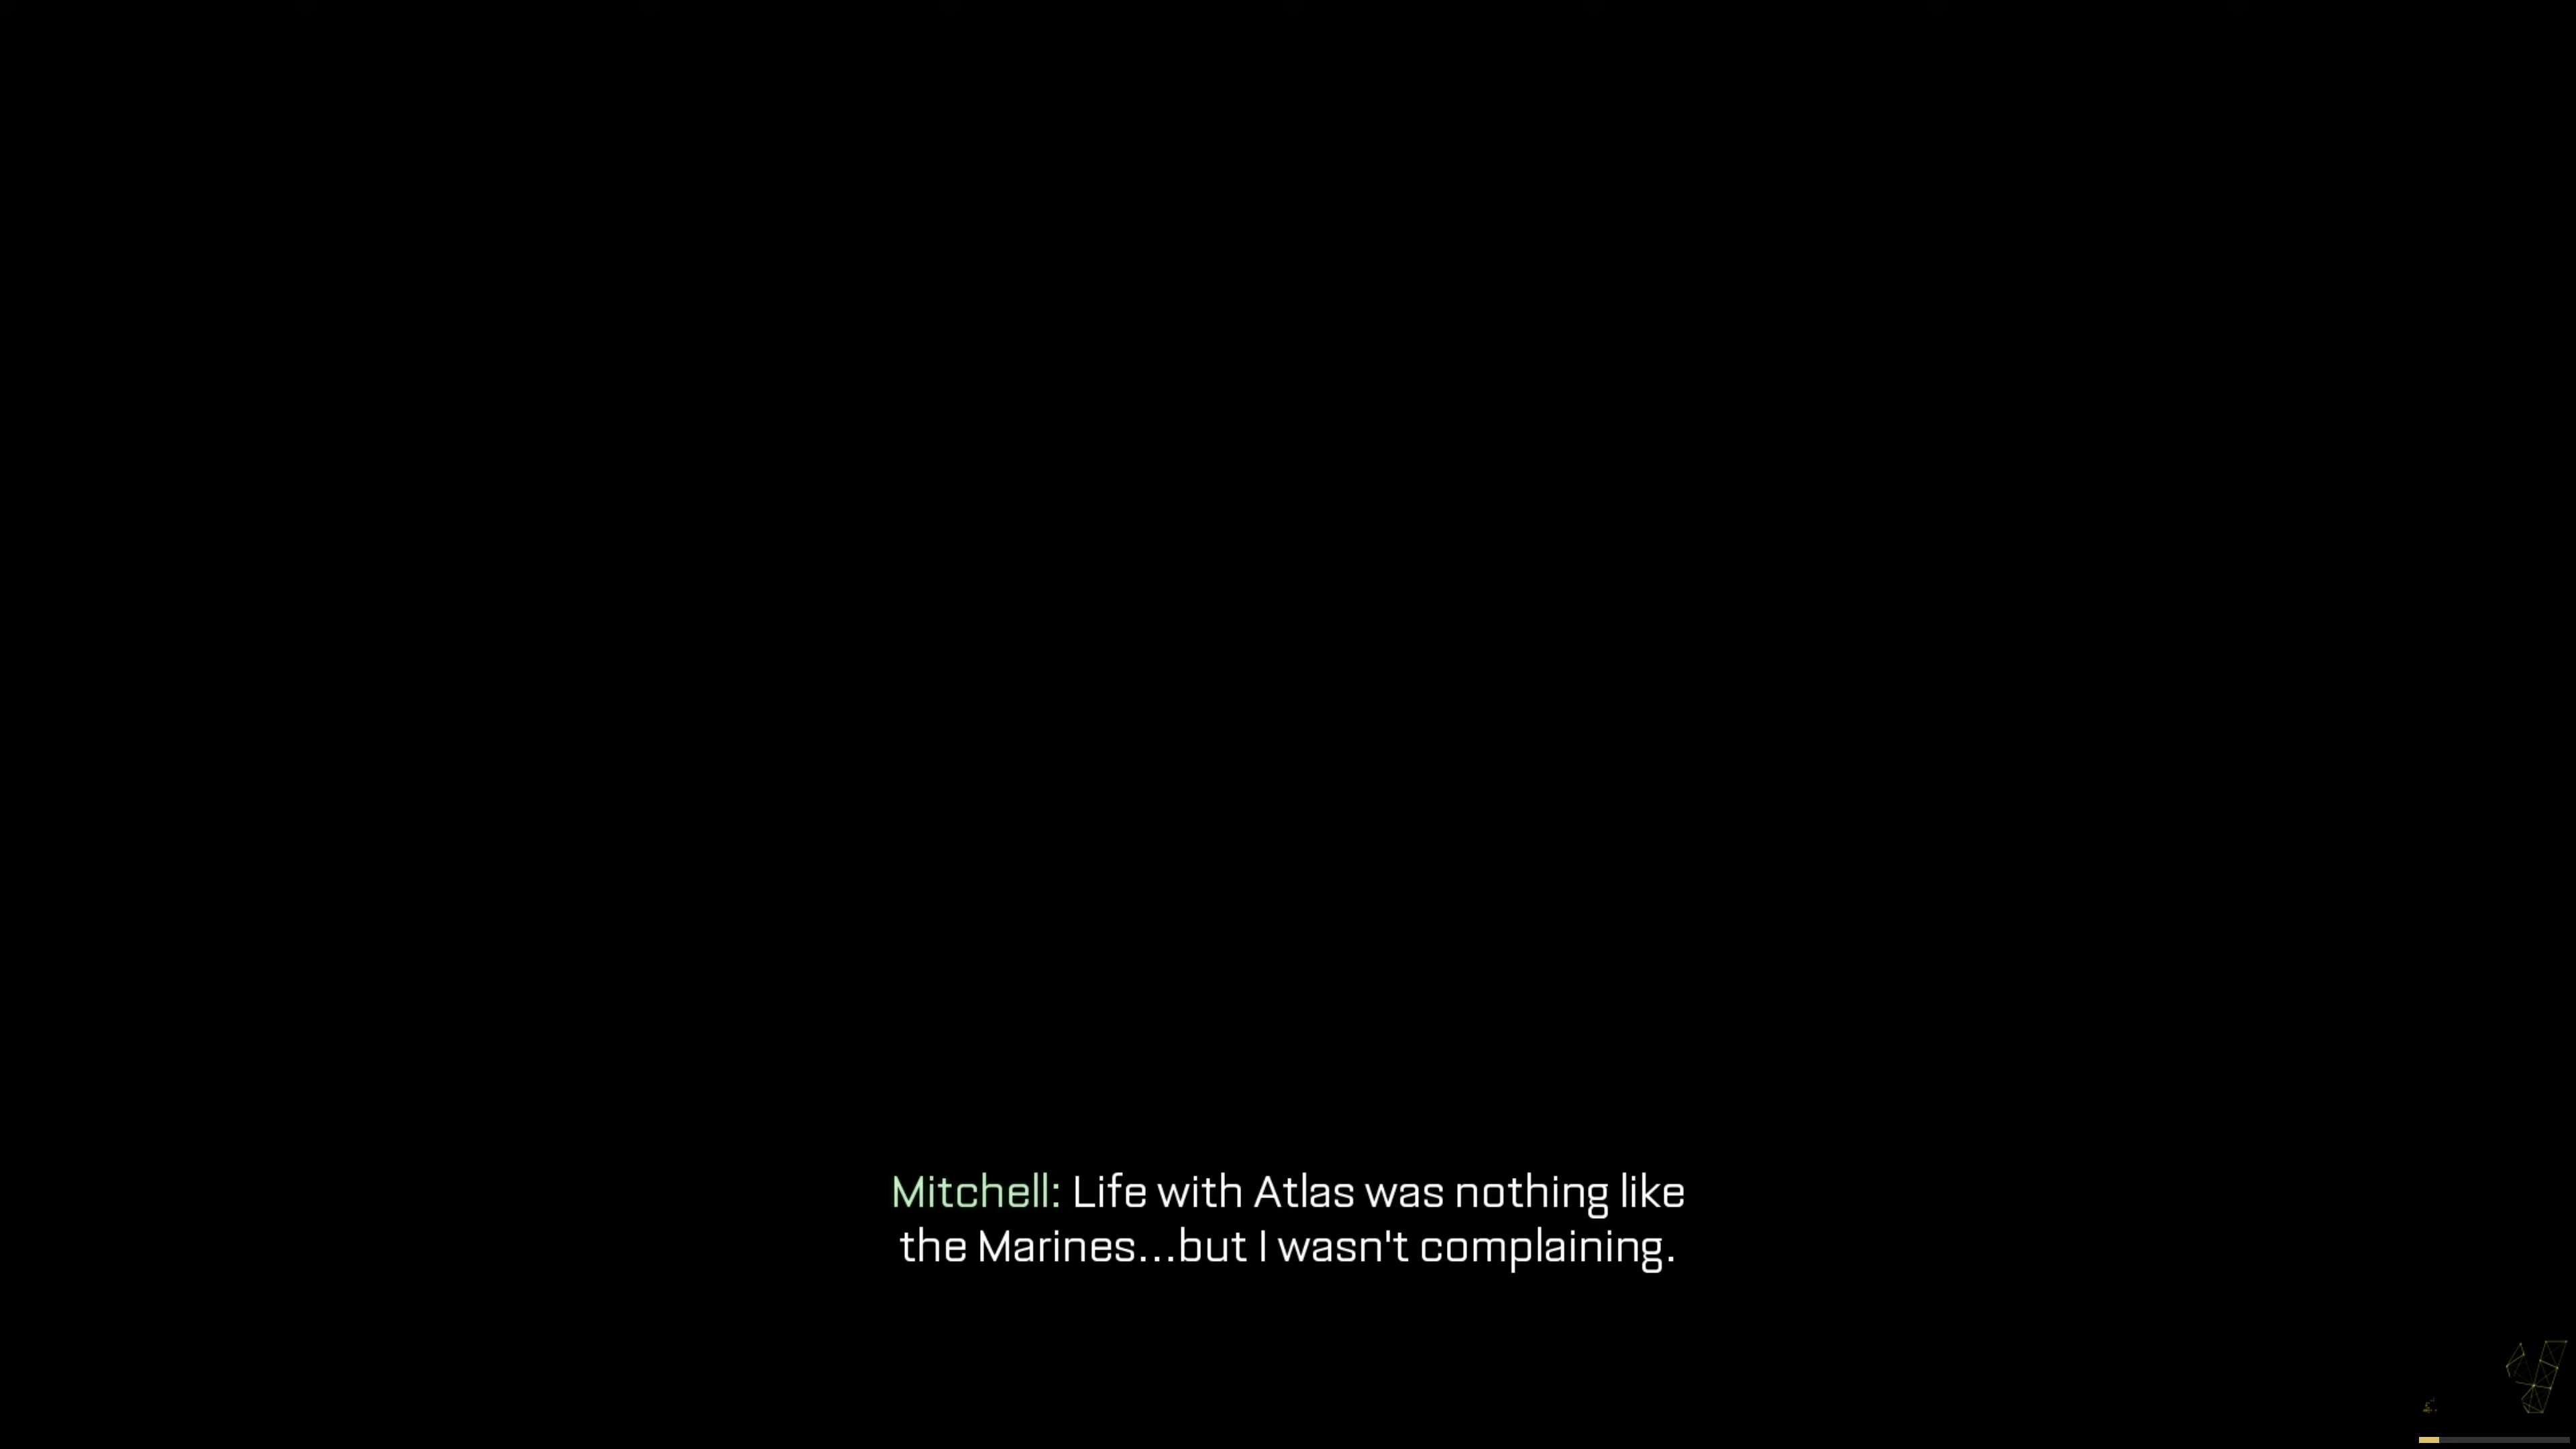 Mitchell: Life with Atlas was nothing like
the Marines...but I wasn't complaining.